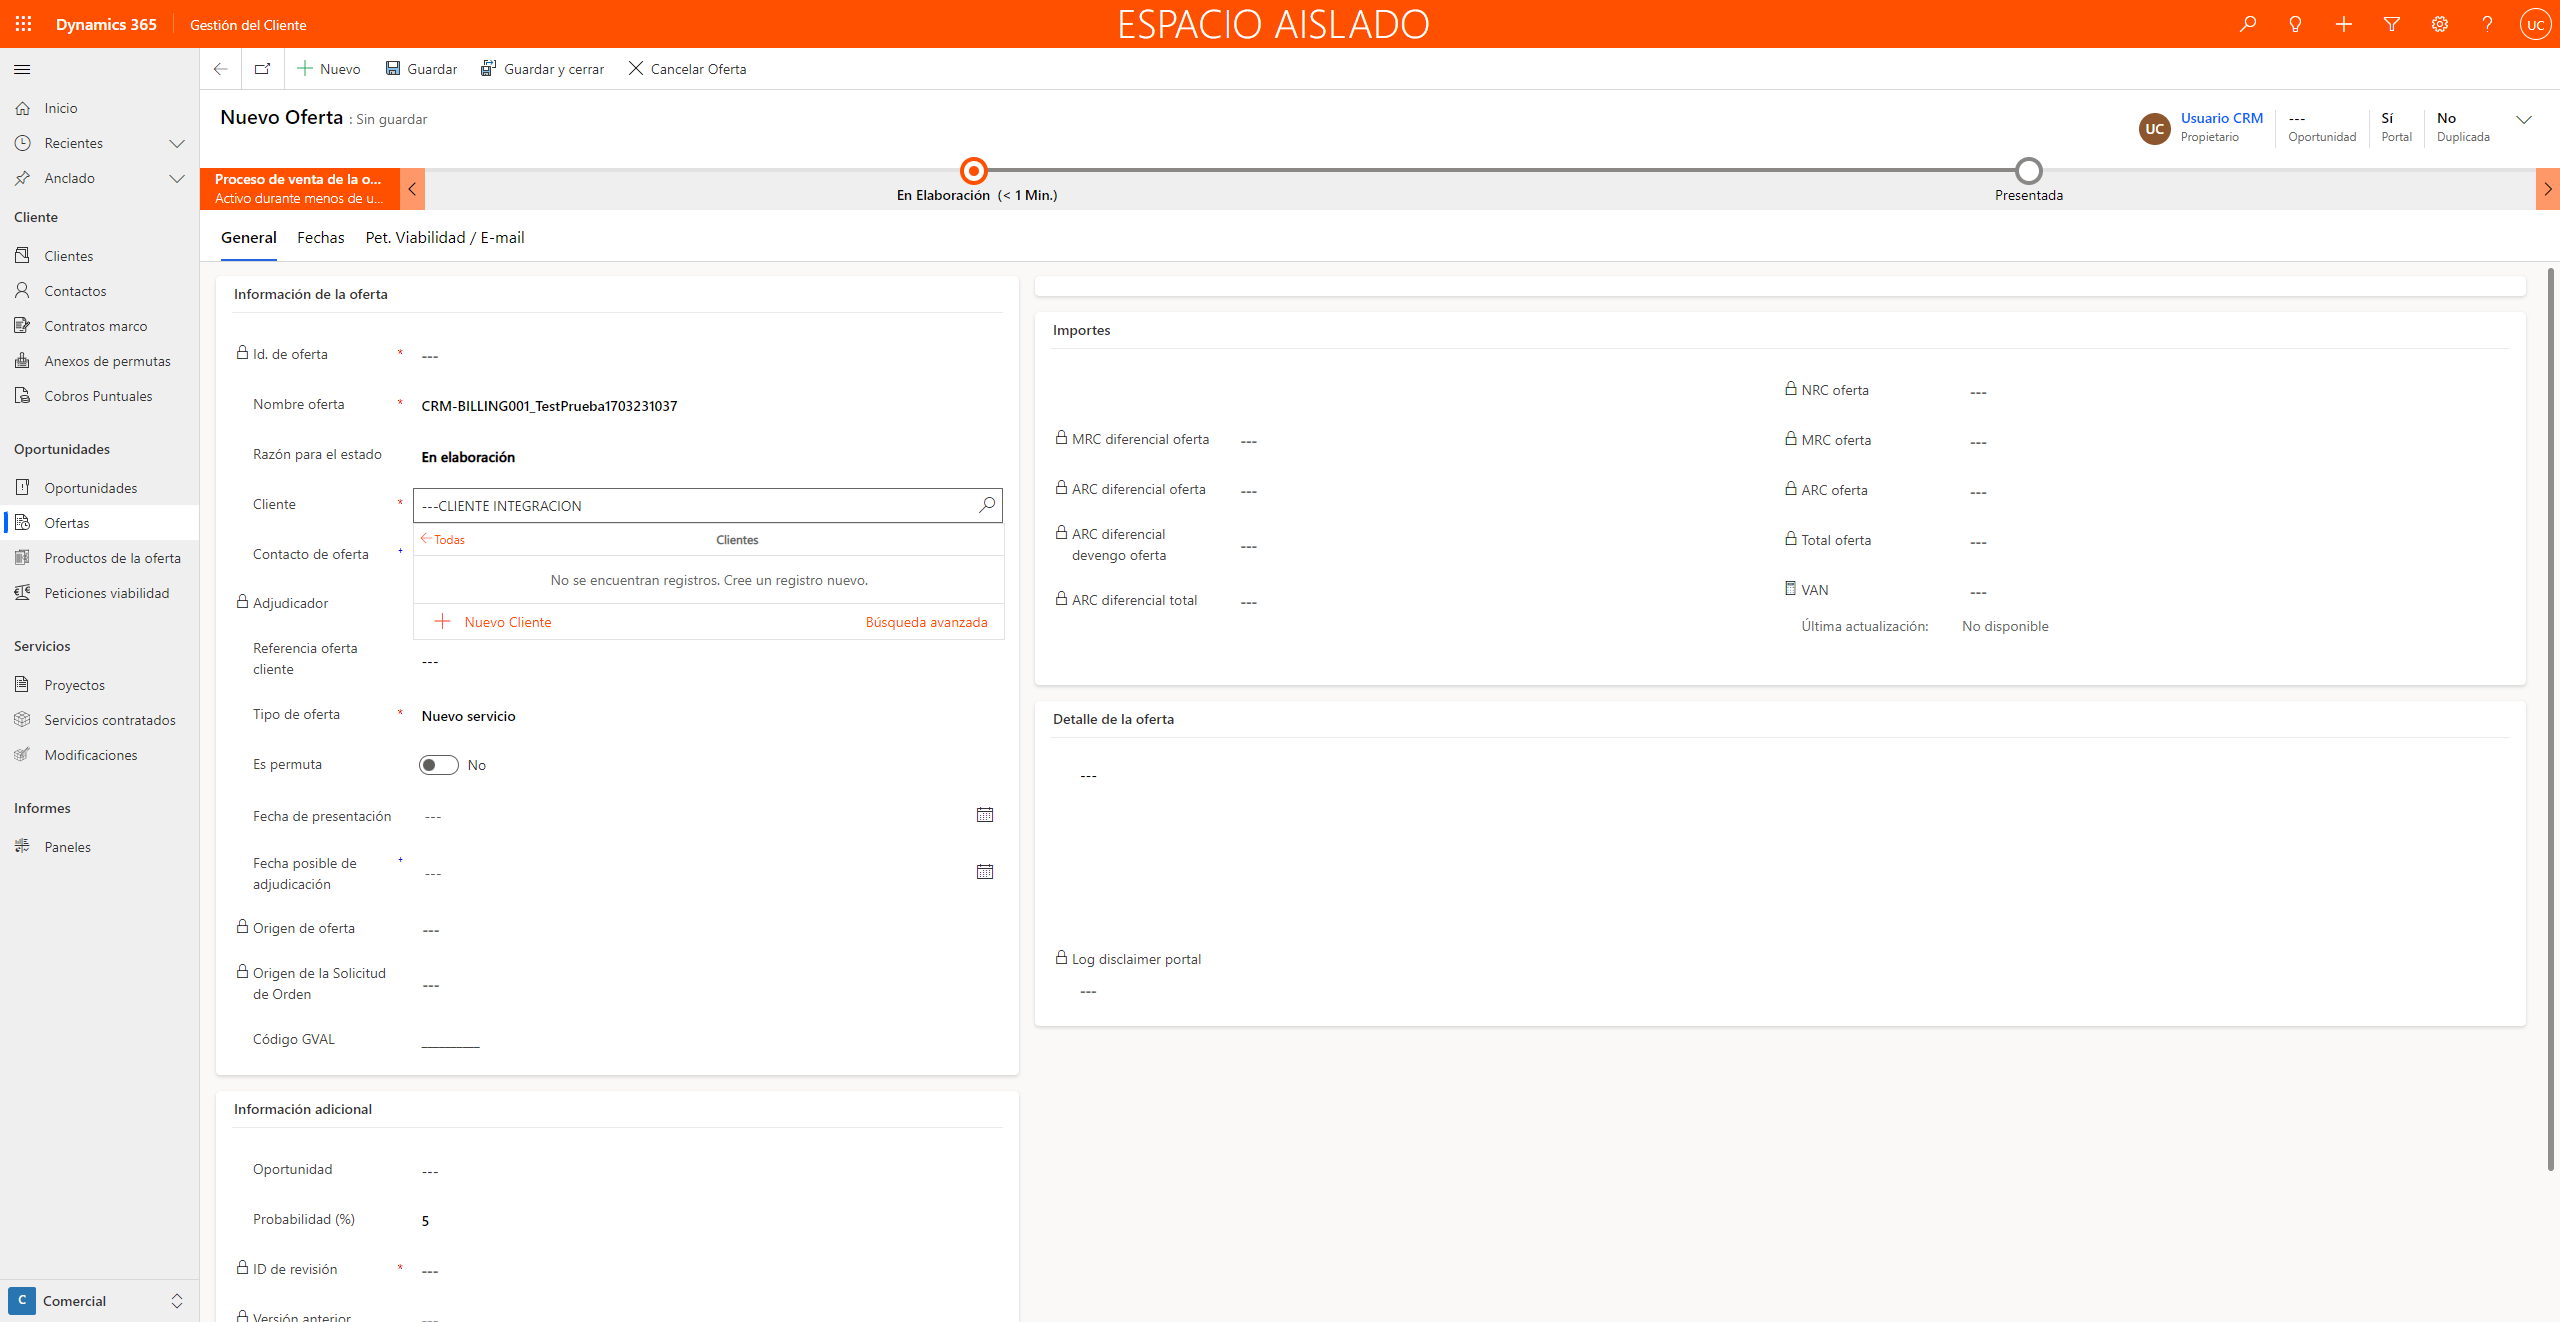 Dynamics 365
Gestión del Cliente
ESPACIO AISLADO
UC
Nuevo
Guardar
Guardar y cerrar
Cancelar Oferta
Inicio
Recientes
Anclado
Cliente
Clientes
Contactos
Contratos marco
Anexos de permutas
Cobros Puntuales
Oportunidades
Oportunidades
Ofertas
Productos de la oferta
Peticiones viabilidad
Servicios
Proyectos
Servicios contratados
Modificaciones
Informes
Paneles
C Comercial
Nuevo Oferta : Sin guardar
UC
Usuario CRM
Propietario
---
Oportunidad
Sí
Portal
No
Duplicada
Proceso de venta de la o...
Activo durante menos de u...
En Elaboración (< 1 Min.)
Presentada
General
Fechas
Pet. Viabilidad / E-mail
Información de la oferta
Id. de oferta * ---
Nombre oferta * CRM-BILLING001_TestPrueba1703231037
Razón para el estado En elaboración
Cliente * ---CLIENTE INTEGRACION
Todas
Clientes
No se encuentran registros. Cree un registro nuevo.
Nuevo Cliente
Búsqueda avanzada
Contacto de oferta +
Adjudicador
Referencia oferta
cliente
---
Tipo de oferta * Nuevo servicio
Es permuta No
Fecha de presentación ---
Fecha posible de
adjudicación
+ ---
Origen de oferta ---
Origen de la Solicitud
de Orden
---
Código GVAL __________
Información adicional
Oportunidad ---
Probabilidad (%) 5
ID de revisión * ---
Versión anterior ---
Importes
NRC oferta ---
MRC diferencial oferta ---
MRC oferta ---
ARC diferencial oferta ---
ARC oferta ---
ARC diferencial
devengo oferta
---
Total oferta ---
ARC diferencial total ---
VAN ---
Última actualización: No disponible
Detalle de la oferta
---
Log disclaimer portal
---